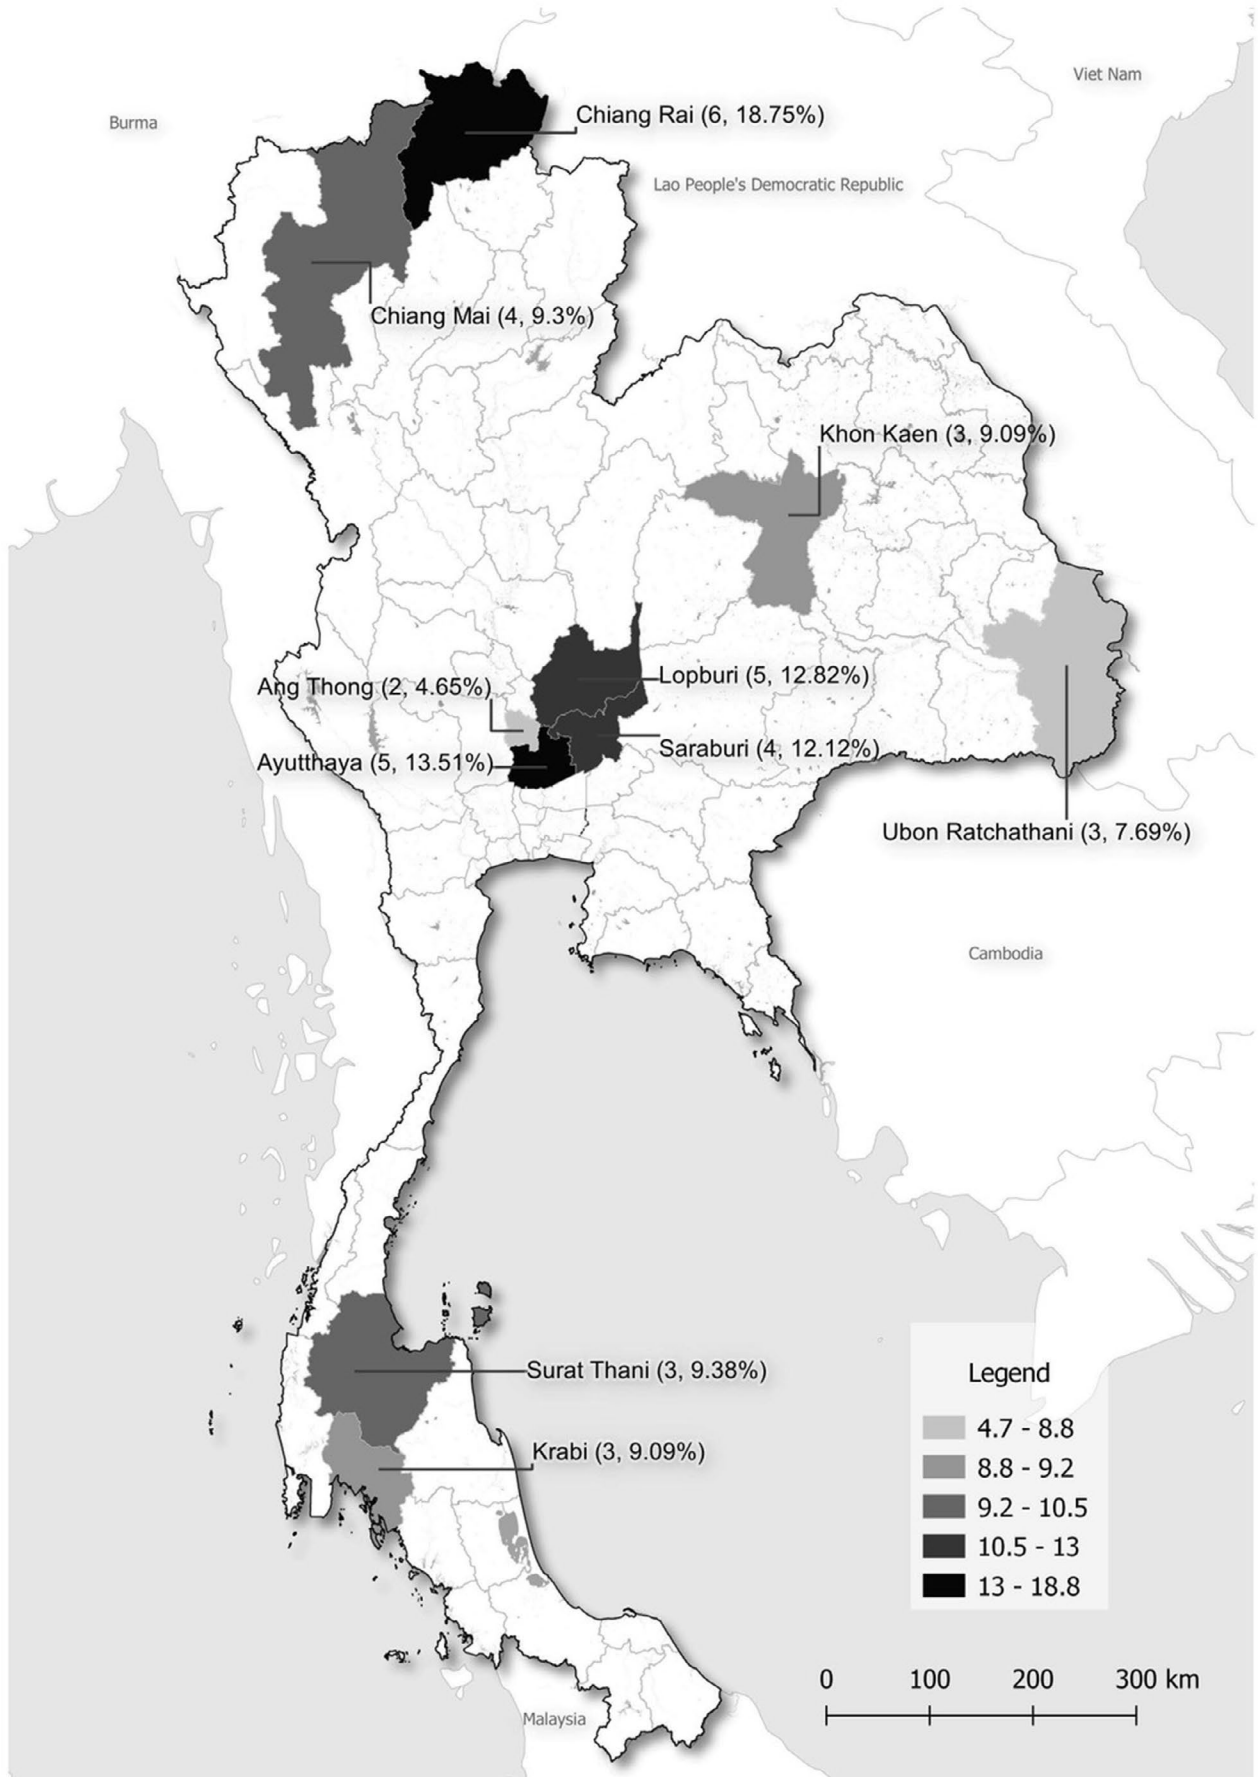 Viet Nam
Burma
Chiang Rai (6, 18.75%)
Lao People's Democratic Republic
Chiang Mai (4, 9.3%)
Khon Kaen (3, 9.09%)
Lopburi (5, 12.82%)
Ang Thong (2, 4.65%)
Saraburi (4, 12.12%)
Ayutthaya (5, 13.51%)
Ubon Ratchathani (3, 7.69%)
Cambodia
Surat Thani (3, 9.38%)
Krabi (3, 9.09%)
Legend
4.7 - 8.8
8.8 - 9.2
9.2 - 10.5
10.5 - 13
13 - 18.8
0 100 200 300 km
Malaysia